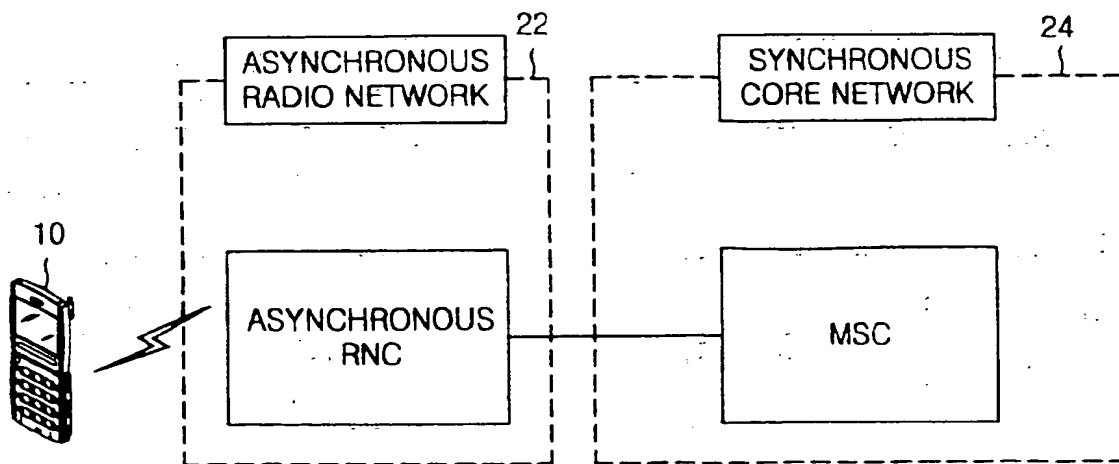 22
24
ASYNCHRONOUS
RADIO NETWORK
SYNCHRONOUS
CORE NETWORK
10
ASYNCHRONOUS
RNC
MSC